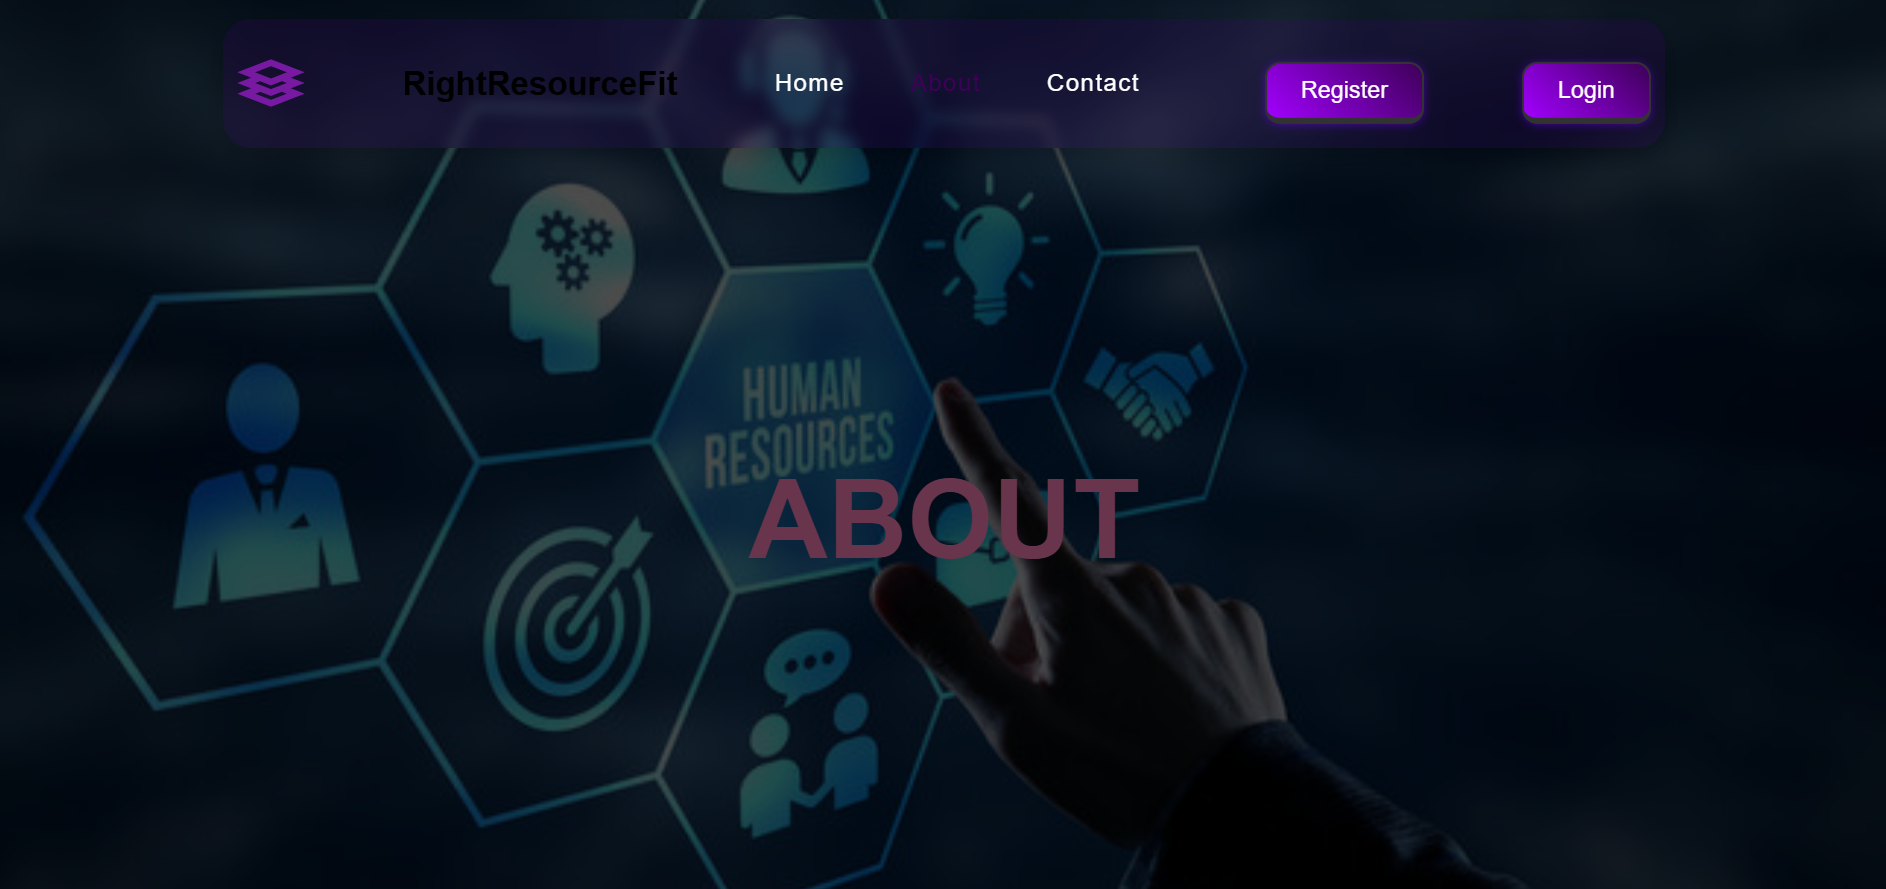 RightResourceFit
Home
About
Contact
Register
Login
HUMAN
RESOURCES
ABOUT